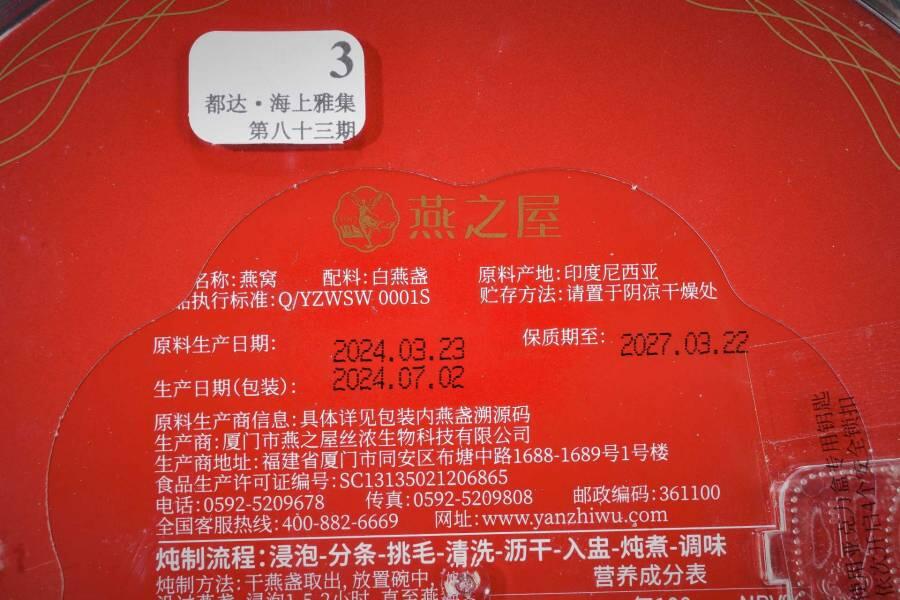 3
都达·海上雅集
第八十三期
燕之屋
名称:燕窝 配料:白燕盏 原料产地:印度尼西亚
品执行标准:Q/YZWSW 0001S 贮存方法:请置于阴凉干燥处
原料生产日期: 2024.03.23 保质期至: 2027.03.22
生产日期(包装): 2024.07.02
原料生产商信息:具体详见包装内燕盏溯源码
生产商:厦门市燕之屋丝浓生物科技有限公司
生产商地址:福建省厦门市同安区布塘中路1688-1689号1号楼
食品生产许可证编号:SC13135021206865
电话:0592-5209678 传真:0592-5209808 邮政编码:361100
全国客服热线:400-882-6669 网址:www.yanzhiwu.com
炖制流程:浸泡-分条-挑毛-清洗-沥干-入盅-炖煮-调味
炖制方法:干燕盏取出,放置碗中,
营养成分表